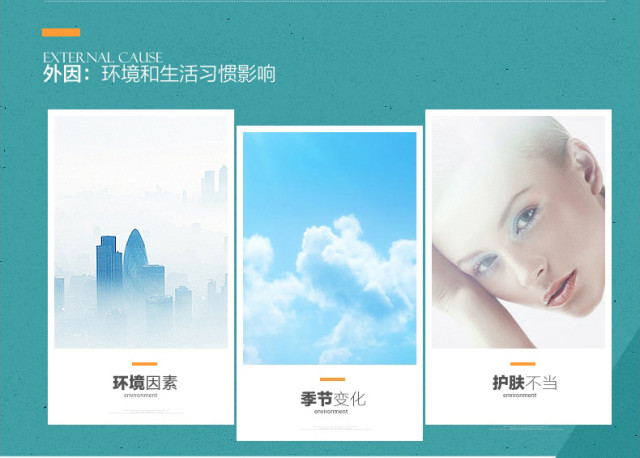 EXTERNAL CAUSE
外因：环境和生活习惯影响
环境因素
environment
季节变化
environment
护肤不当
environment